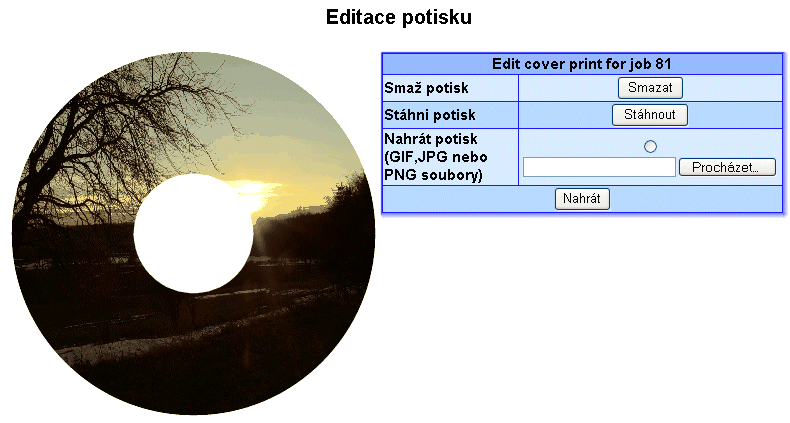 Editace potisku
Edit cover print for job 81
Smaž potisk
Smazat
Stáhni potisk
Stáhnout
Nahrát potisk
(GIF,JPG nebo
PNG soubory)
Procházet...
Nahrát